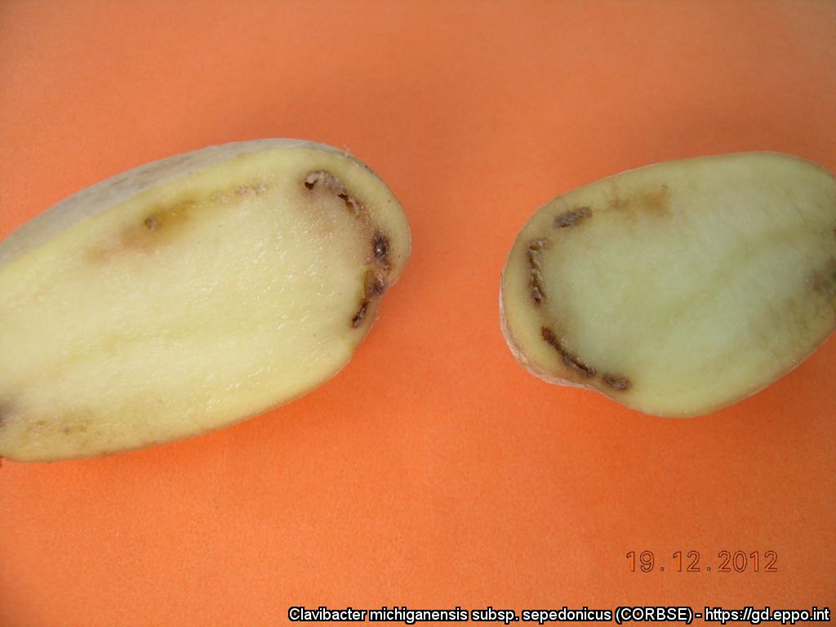 19.12.2012
Clavibacter michiganensis subsp. sepedonicus (CORBSE) - https://gd.eppo.int